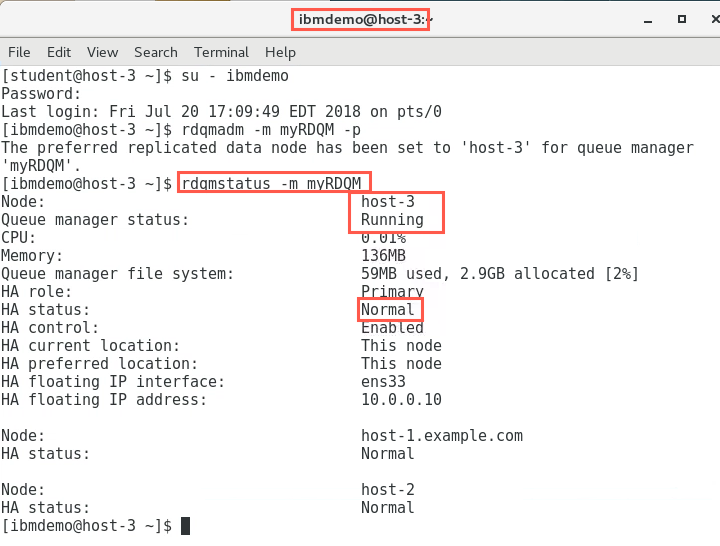 ibmdemo@host-3:~
File Edit View Search Terminal Help
[student@host-3 ~]$ su - ibmdemo
Password:
Last login: Fri Jul 20 17:09:49 EDT 2018 on pts/0
[ibmdemo@host-3 ~]$ rdqmadm -m myRDQM -p
The preferred replicated data node has been set to 'host-3' for queue manager
'myRDQM'.
[ibmdemo@host-3 ~]$ rdqmstatus -m myRDQM
Node: host-3
Queue manager status: Running
CPU: 0.01%
Memory: 136MB
Queue manager file system: 59MB used, 2.9GB allocated [2%]
HA role: Primary
HA status: Normal
HA control: Enabled
HA current location: This node
HA preferred location: This node
HA floating IP interface: ens33
HA floating IP address: 10.0.0.10
Node: host-1.example.com
HA status: Normal
Node: host-2
HA status: Normal
[ibmdemo@host-3 ~]$